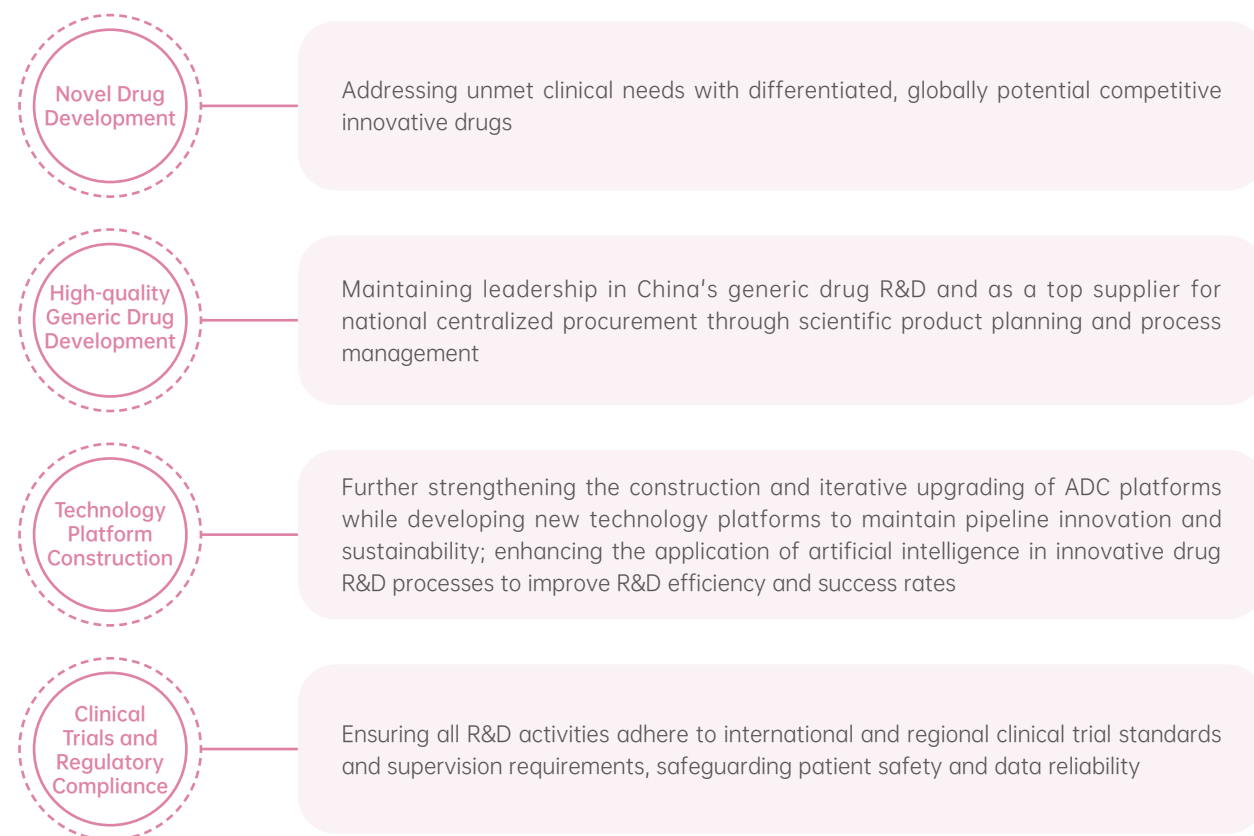 Novel Drug
Development
Addressing unmet clinical needs with differentiated, globally potential competitive
innovative drugs
High-quality
Generic Drug
Development
Maintaining leadership in China's generic drug R&D and as a top supplier for
national centralized procurement through scientific product planning and process
management
Technology
Platform
Construction
Further strengthening the construction and iterative upgrading of ADC platforms
while developing new technology platforms to maintain pipeline innovation and
sustainability; enhancing the application of artificial intelligence in innovative drug
R&D processes to improve R&D efficiency and success rates
Clinical
Trials and
Regulatory
Compliance
Ensuring all R&D activities adhere to international and regional clinical trial standards
and supervision requirements, safeguarding patient safety and data reliability